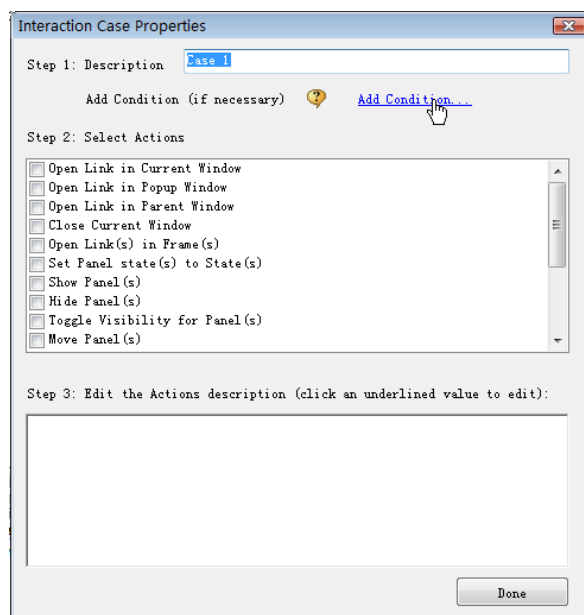 Interaction Case Properties
Step 1: Description Case 1
Add Condition (if necessary) Add Condition...
Step 2: Select Actions
Open Link in Current Window
Open Link in Popup Window
Open Link in Parent Window
Close Current Window
Open Link(s) in Frame(s)
Set Panel state(s) to State(s)
Show Panel(s)
Hide Panel(s)
Toggle Visibility for Panel(s)
Move Panel(s)
Step 3: Edit the Actions description (click an underlined value to edit):
Done